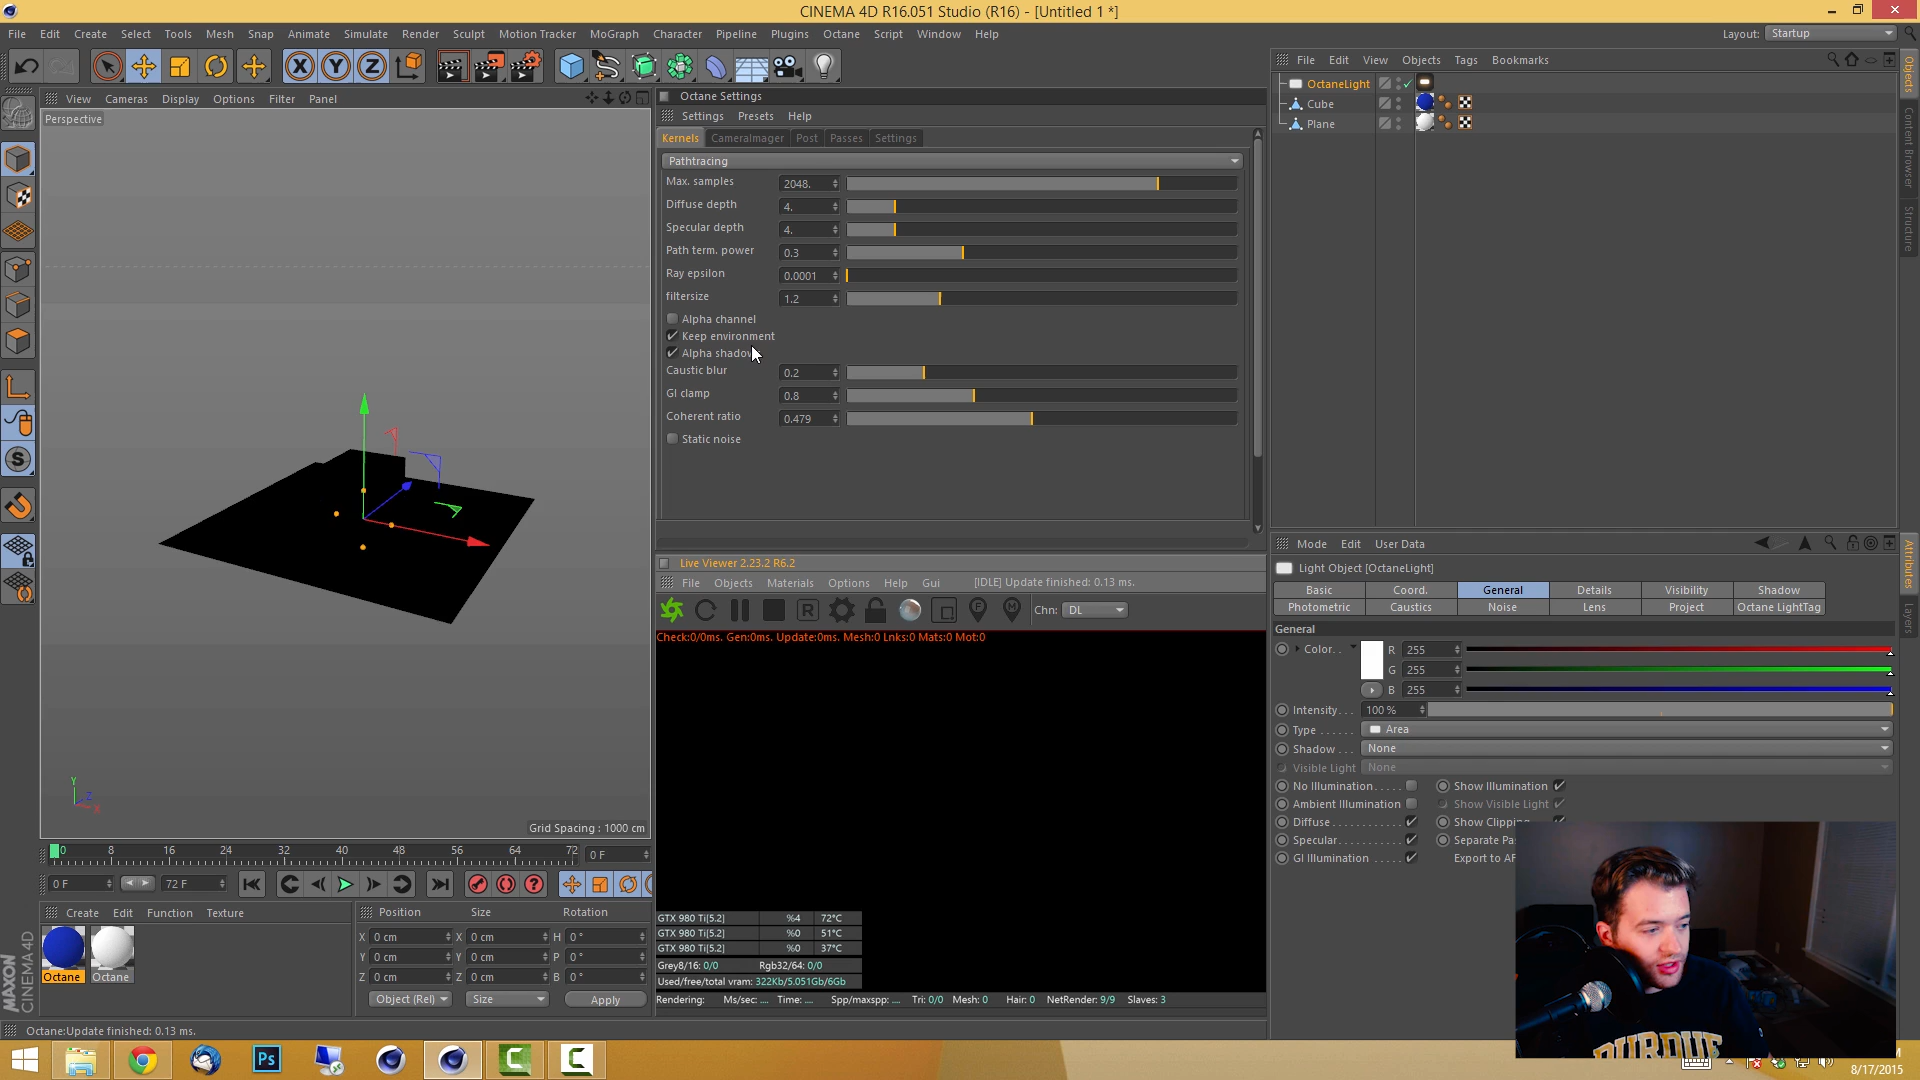 CINEMA 4D R16.051 Studio (R16) - [Untitled 1 *]
File Edit Create Select Tools Mesh Snap Animate Simulate Render Sculpt Motion Tracker MoGraph Character Pipeline Plugins Octane Script Window Help
Layout: Startup
View Cameras Display Options Filter Panel
Perspective
Grid Spacing : 1000 cm
Octane Settings
Settings Presets Help
Kernels CameraImager Post Passes Settings
Pathtracing
Max. samples 2048.
Diffuse depth 4.
Specular depth 4.
Path term. power 0.3
Ray epsilon 0.0001
filtersize 1.2
Alpha channel
Keep environment
Alpha shadow
Caustic blur 0.2
GI clamp 0.8
Coherent ratio 0.479
Static noise
Live Viewer 2.23.2 R6.2
File Objects Materials Options Help Gui [IDLE] Update finished: 0.13 ms.
Chn: DL
Check:0/0ms. Gen:0ms. Update:0ms. Mesh:0 Lnks:0 Mats:0 Mot:0
GTX 980 Ti[5.2] %4 72°C
GTX 980 Ti[5.2] %0 51°C
GTX 980 Ti[5.2] %0 37°C
Grey8/16: 0/0 Rgb32/64: 0/0
Used/free/total vram: 322Kb/5.051Gb/6Gb
Rendering: Ms/sec: .... Time: .... Spp/maxspp: .... Tri: 0/0 Mesh: 0 Hair: 0 NetRender: 9/9 Slaves: 3
File Edit View Objects Tags Bookmarks
OctaneLight
Cube
Plane
Objects
Content Browser
Structure
Mode Edit User Data
Light Object [OctaneLight]
Basic Coord. General Details Visibility Shadow
Photometric Caustics Noise Lens Project Octane LightTag
General
Color. . R 255
G 255
B 255
Intensity. . . 100 %
Type . . . . . . Area
Shadow . . . None
Visible Light None
No Illumination. . . . . Show Illumination
Ambient Illumination Show Visible Light
Diffuse. . . . . . . . . . . . Show Clipping
Specular. . . . . . . . . . Separate Pa
GI Illumination . . . . . Export to AF
Attributes
Layers
0 8 16 24 32 40 48 56 64 72 0 F
0 F 72 F
Create Edit Function Texture
Octane Octane
Position Size Rotation
X 0 cm X 0 cm H 0 °
Y 0 cm Y 0 cm P 0 °
Z 0 cm Z 0 cm B 0 °
Object (Rel) Size Apply
MAXON CINEMA 4D
Octane:Update finished: 0.13 ms.
X Y Z
S
R
F M
Ps
C C
PURDUE
8/17/2015